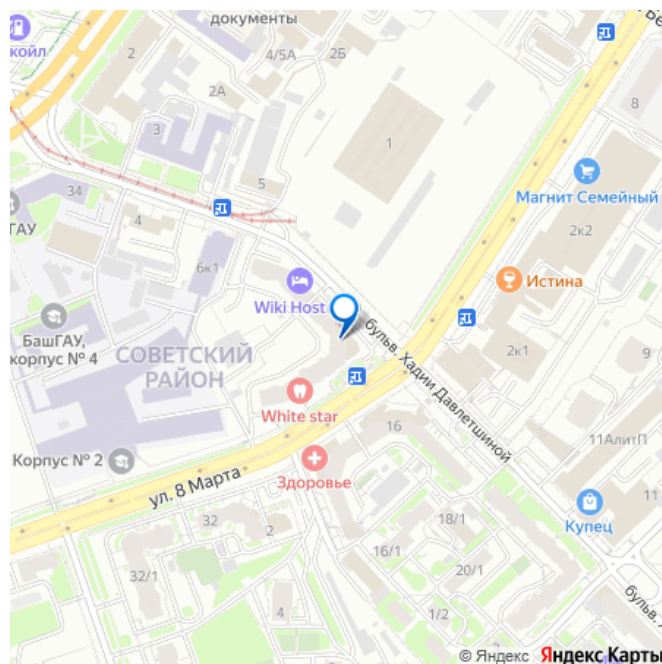 ркойл
документы
2
4/5А
2Б
2А
3
1
8
Магнит Семейный
34
5
ГАУ
4
2к2
6к1
Истина
Wiki Host
бульв. Хадии Давлетшиной
БашГАУ,
корпус № 4
СОВЕТСКИЙ
РАЙОН
2к1
9
White star
16
11АлитП
Корпус № 2
Здоровье
ул. 8 Марта
11
Купец
32
2
18/1
16/1
32/1
20/1
4
1/2
бульв. Х
© Яндекс
Яндекс Карты